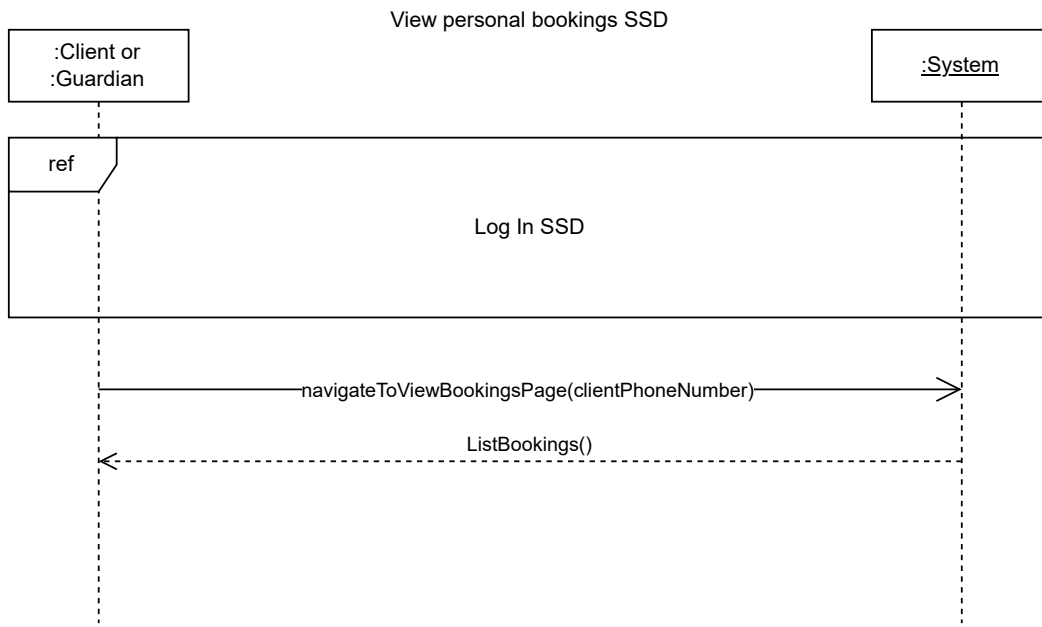 View personal bookings SSD
:Client or
:Guardian
:System
ref
Log In SSD
navigateToViewBookingsPage(clientPhoneNumber)
ListBookings()